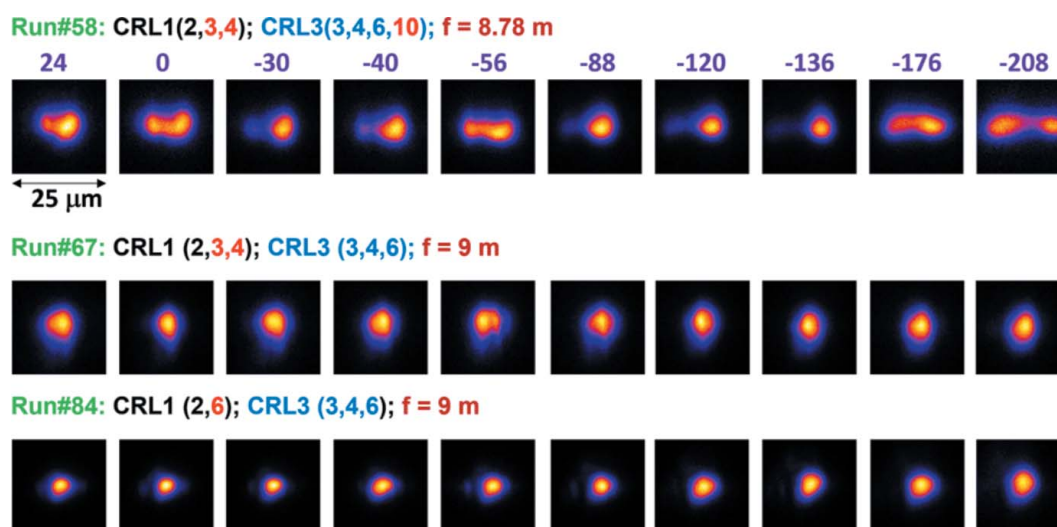 Run#58: CRL1(2,3,4); CRL3(3,4,6,10); f = 8.78 m
24 0 -30 -40 -56 -88 -120 -136 -176 -208
25 μm
Run#67: CRL1 (2,3,4); CRL3 (3,4,6); f = 9 m
Run#84: CRL1 (2,6); CRL3 (3,4,6); f = 9 m